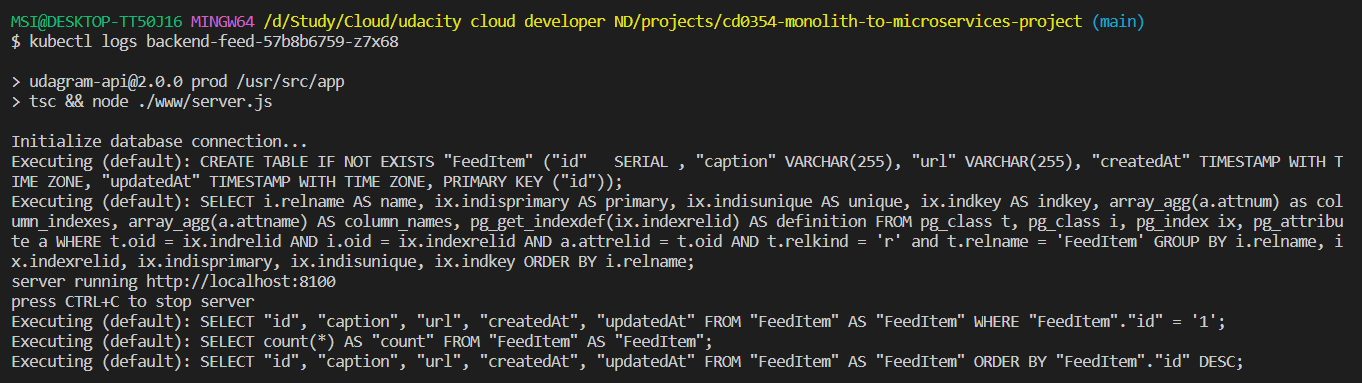 MSI@DESKTOP-TT50J16 MINGW64 /d/Study/Cloud/udacity cloud developer ND/projects/cd0354-monolith-to-microservices-project (main)
$ kubectl logs backend-feed-57b8b6759-z7x68
> udagram-api@2.0.0 prod /usr/src/app
> tsc && node ./www/server.js
Initialize database connection...
Executing (default): CREATE TABLE IF NOT EXISTS "FeedItem" ("id"   SERIAL , "caption" VARCHAR(255), "url" VARCHAR(255), "createdAt" TIMESTAMP WITH T
IME ZONE, "updatedAt" TIMESTAMP WITH TIME ZONE, PRIMARY KEY ("id"));
Executing (default): SELECT i.relname AS name, ix.indisprimary AS primary, ix.indisunique AS unique, ix.indkey AS indkey, array_agg(a.attnum) as col
umn_indexes, array_agg(a.attname) AS column_names, pg_get_indexdef(ix.indexrelid) AS definition FROM pg_class t, pg_class i, pg_index ix, pg_attribu
te a WHERE t.oid = ix.indrelid AND i.oid = ix.indexrelid AND a.attrelid = t.oid AND t.relkind = 'r' and t.relname = 'FeedItem' GROUP BY i.relname, i
x.indexrelid, ix.indisprimary, ix.indisunique, ix.indkey ORDER BY i.relname;
server running http://localhost:8100
press CTRL+C to stop server
Executing (default): SELECT "id", "caption", "url", "createdAt", "updatedAt" FROM "FeedItem" AS "FeedItem" WHERE "FeedItem"."id" = '1';
Executing (default): SELECT count(*) AS "count" FROM "FeedItem" AS "FeedItem";
Executing (default): SELECT "id", "caption", "url", "createdAt", "updatedAt" FROM "FeedItem" AS "FeedItem" ORDER BY "FeedItem"."id" DESC;